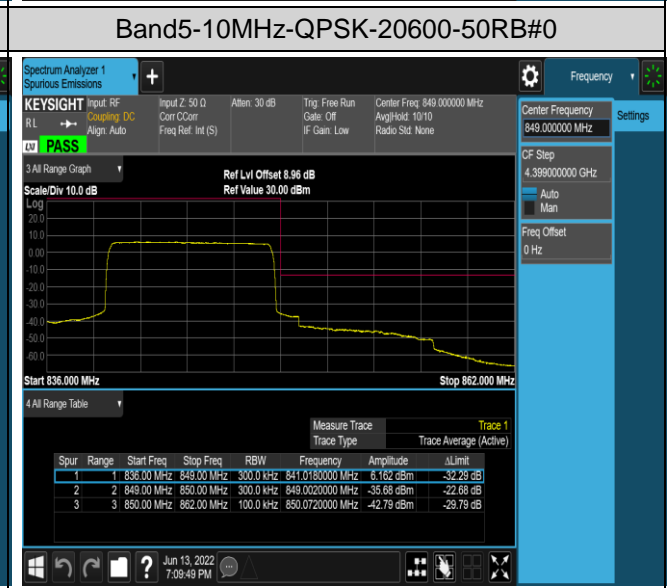 Band5-10MHz-QPSK-20600-50RB#0
Spectrum Analyzer 1
Spurious Emissions
+
Frequency
KEYSIGHT Input: RF Input Z: 50 Ω Atten: 30 dB Trig: Free Run Center Freq: 849.000000 MHz
RL Coupling: DC Corr CCorr Gate: Off Avg|Hold: 10/10
Align: Auto Freq Ref: Int (S) IF Gain: Low Radio Std: None
LXI PASS
Center Frequency
849.000000 MHz
Settings
CF Step
4.399000000 GHz
Auto
Man
Freq Offset
0 Hz
3 All Range Graph
Ref Lvl Offset 8.96 dB
Scale/Div 10.0 dB Ref Value 30.00 dBm
Log
20.0
10.0
0.00
-10.0
-20.0
-30.0
-40.0
-50.0
-60.0
Start 836.000 MHz Stop 862.000 MHz
4 All Range Table
Measure Trace Trace 1
Trace Type Trace Average (Active)
Spur Range Start Freq Stop Freq RBW Frequency Amplitude ΔLimit
1 1 836.00 MHz 849.00 MHz 300.0 kHz 841.0180000 MHz 6.162 dBm -32.29 dB
2 2 849.00 MHz 850.00 MHz 300.0 kHz 849.0020000 MHz -35.68 dBm -22.68 dB
3 3 850.00 MHz 862.00 MHz 100.0 kHz 850.0720000 MHz -42.79 dBm -29.79 dB
?
Jun 13, 2022
7:09:49 PM